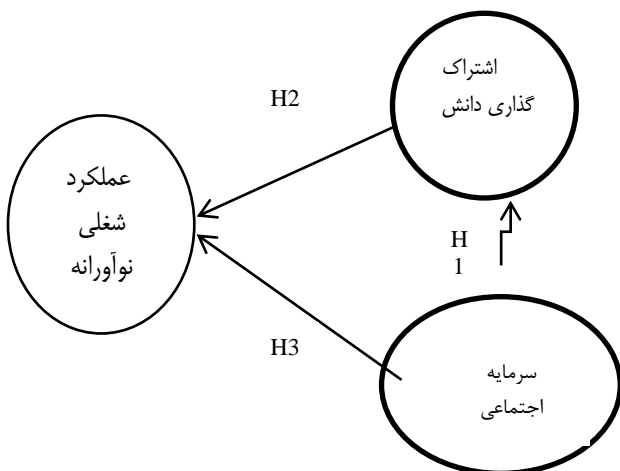 اشتراک
گذاری دانش
H2
عملکرد
شغلی
نوآورانه
H
1
H3
سرمایه
اجتماعی